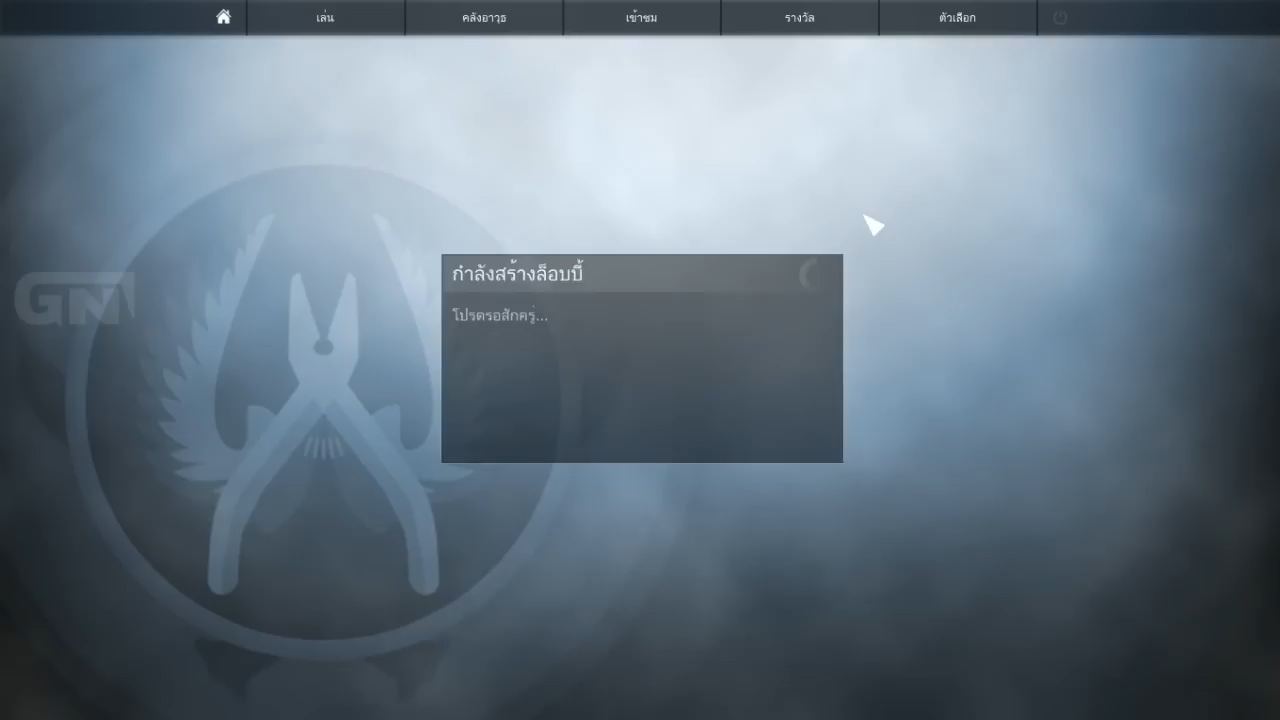 เล่น
คลังอาวุธ
เข้าชม
รางวัล
ตัวเลือก
GN
กำลังสร้างล็อบบี้
โปรดรอสักครู่...